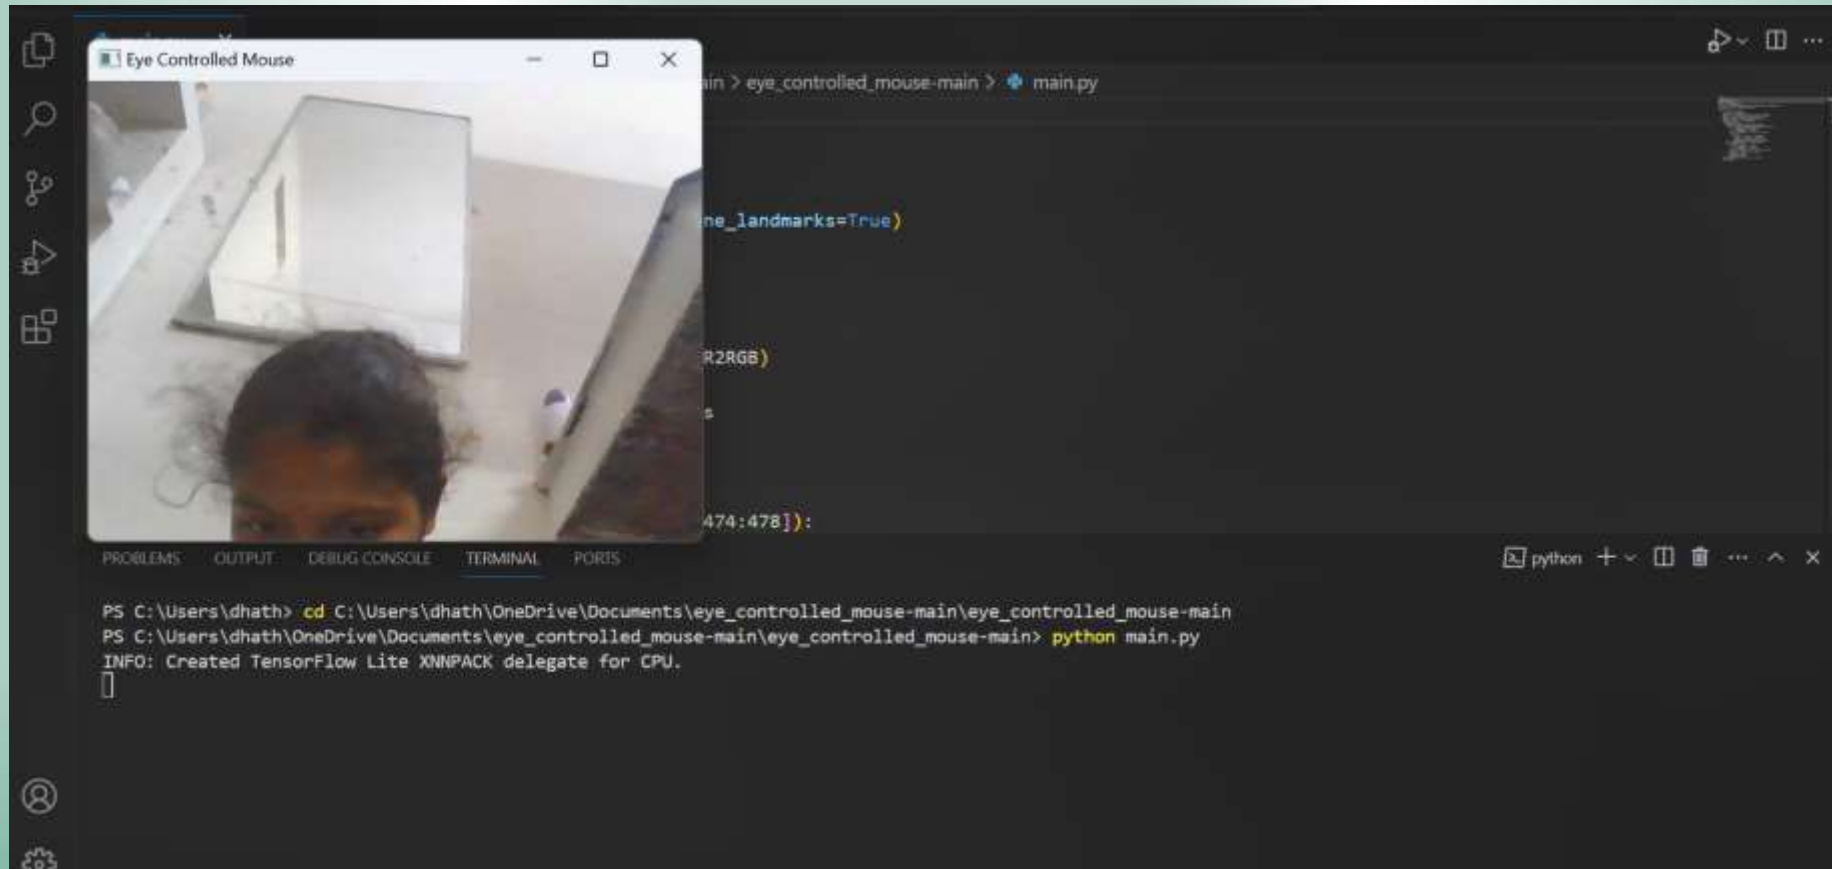 Eye Controlled Mouse
ain > eye_controlled_mouse-main > main.py
ne_landmarks=True)
R2RGB)
s
474:478]):
PROBLEMS OUTPUT DEBUG CONSOLE TERMINAL PORTS
python
PS C:\Users\dhath> cd C:\Users\dhath\OneDrive\Documents\eye_controlled_mouse-main\eye_controlled_mouse-main
PS C:\Users\dhath\OneDrive\Documents\eye_controlled_mouse-main\eye_controlled_mouse-main> python main.py
INFO: Created TensorFlow Lite XNNPACK delegate for CPU.